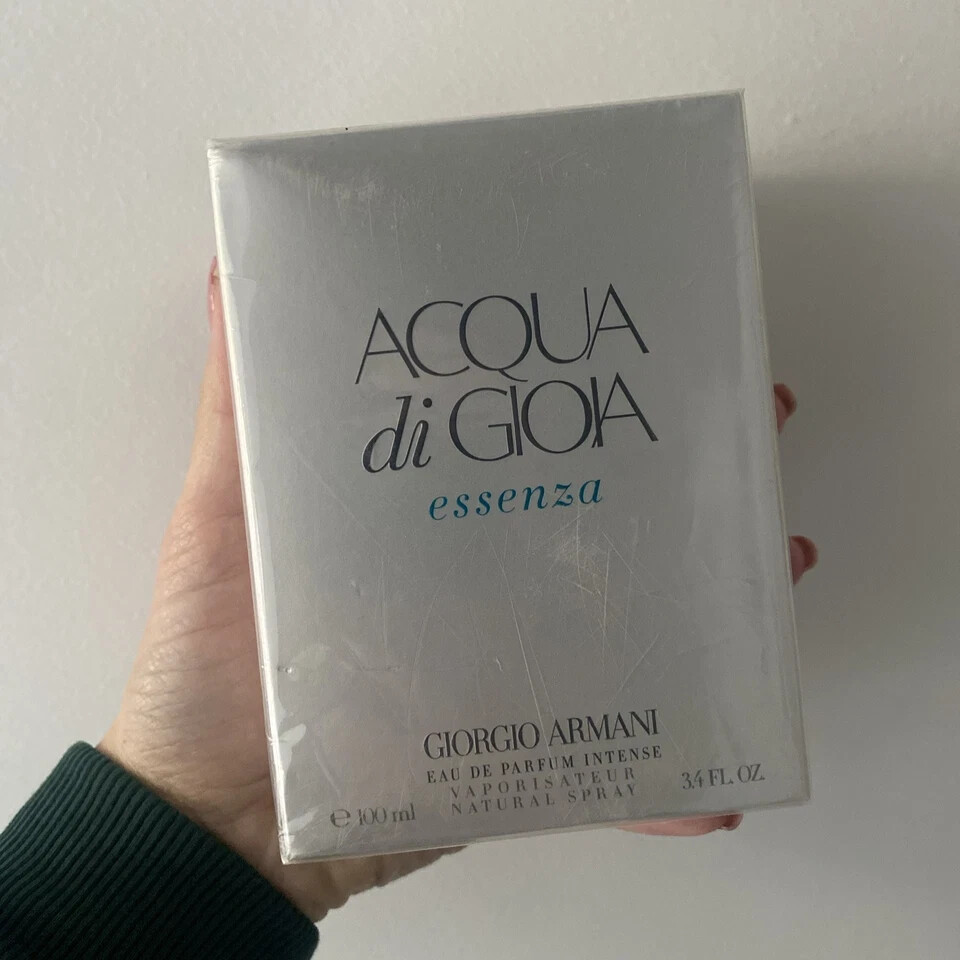 ACQUA
di GIOIA
essenza
GIORGIO ARMANI
EAU DE PARFUM INTENSE
VAPORISATEUR
NATURAL SPRAY
℮ 100 ml
3.4 FL. OZ.